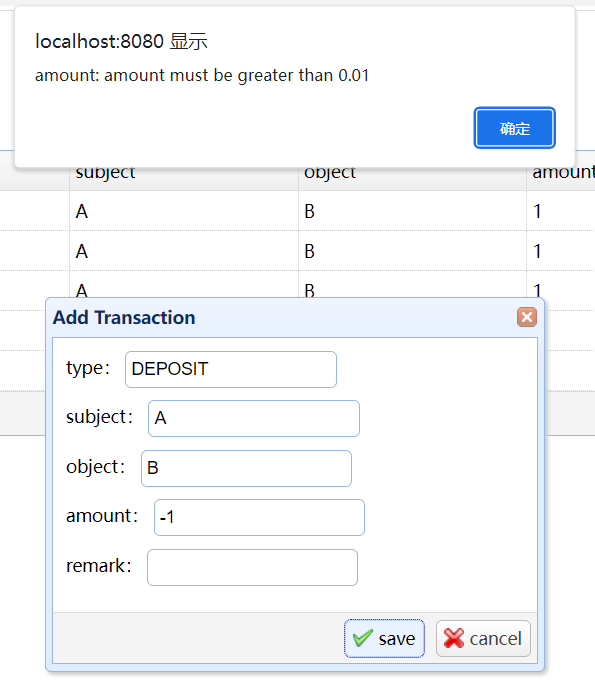 localhost:8080 显示
amount: amount must be greater than 0.01
确定
subject object amount
A B 1
A B 1
A B 1
Add Transaction
type： DEPOSIT
subject： A
object： B
amount： -1
remark：
save cancel